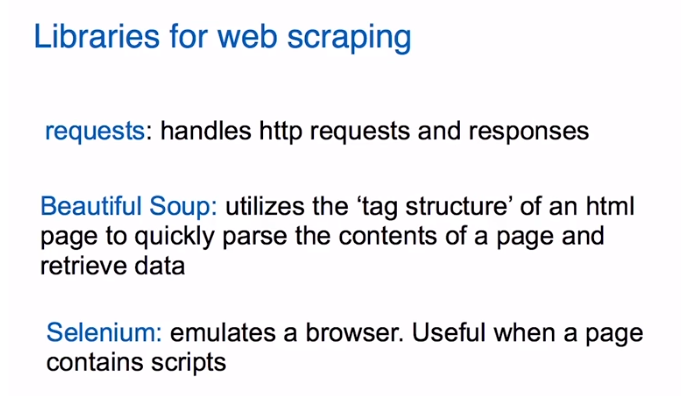 Libraries for web scraping
requests: handles http requests and responses
Beautiful Soup: utilizes the ‘tag structure’ of an html
page to quickly parse the contents of a page and
retrieve data
Selenium: emulates a browser. Useful when a page
contains scripts